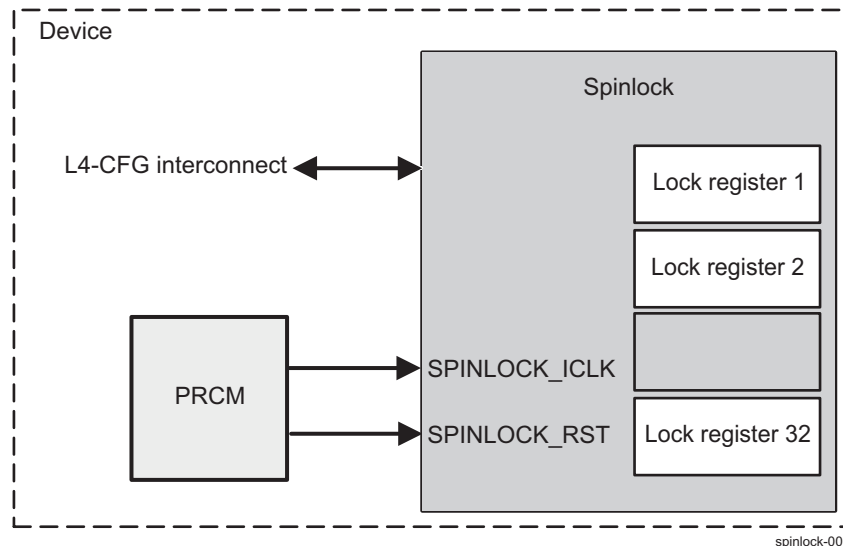 Device
Spinlock
L4-CFG interconnect
Lock register 1
Lock register 2
SPINLOCK_ICLK
PRCM
SPINLOCK_RST
Lock register 32
spinlock-00